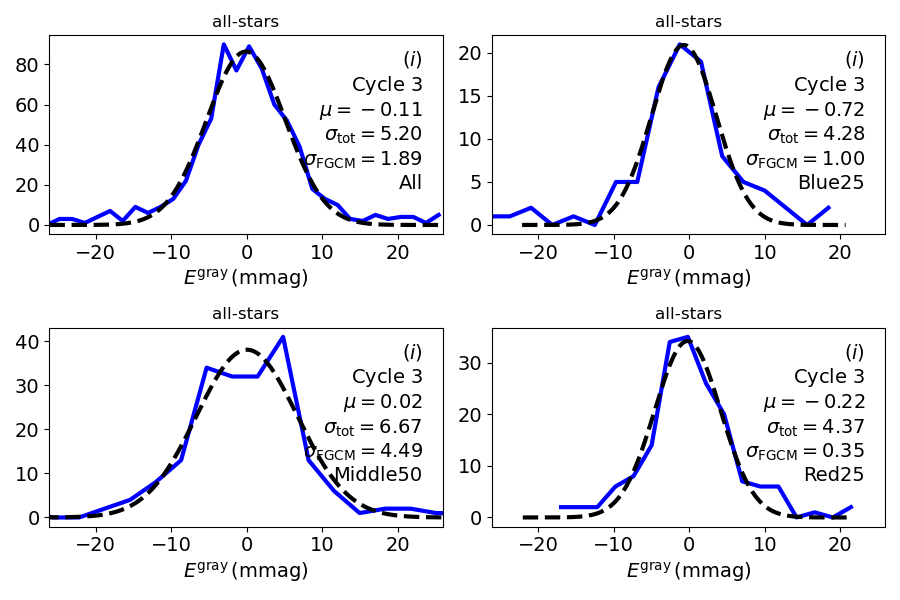 all-stars
80
60
40
20
0
(i)
Cycle 3
μ = −0.11
σtot = 5.20
σFGCM = 1.89
All
−20 −10 0 10 20
E^gray (mmag)
all-stars
20
15
10
5
0
(i)
Cycle 3
μ = −0.72
σtot = 4.28
σFGCM = 1.00
Blue25
−20 −10 0 10 20
E^gray (mmag)
all-stars
40
30
20
10
0
(i)
Cycle 3
μ = 0.02
σtot = 6.67
σFGCM = 4.49
Middle50
−20 −10 0 10 20
E^gray (mmag)
all-stars
30
20
10
0
(i)
Cycle 3
μ = −0.22
σtot = 4.37
σFGCM = 0.35
Red25
−20 −10 0 10 20
E^gray (mmag)